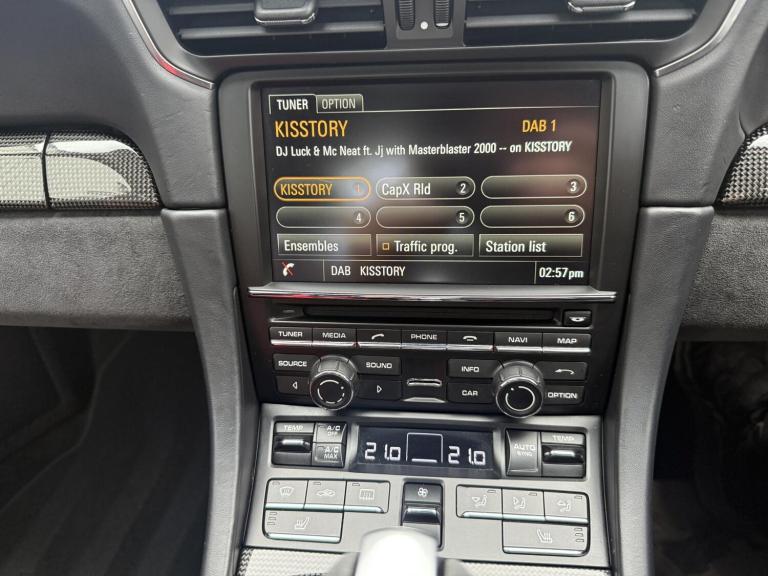 TUNER OPTION
KISSTORY DAB 1
DJ Luck & Mc Neat ft. Jj with Masterblaster 2000 -- on KISSTORY
KISSTORY 1 CapX Rld 2 3
4 5 6
Ensembles Traffic prog. Station list
DAB KISSTORY 02:57pm
TUNER MEDIA PHONE NAVI MAP
SOURCE SOUND INFO
CAR OPTION
TEMP A/C OFF AUTO TEMP
A/C MAX 21.0 21.0 SYNC